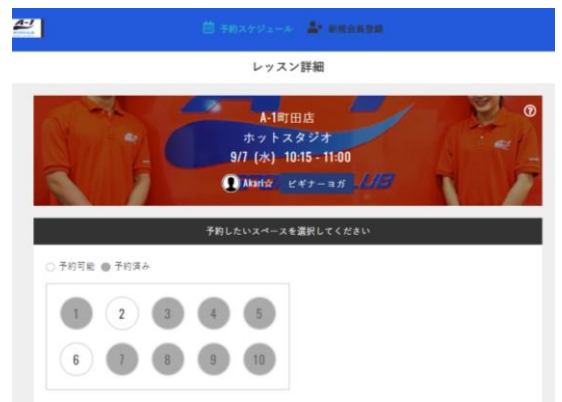 A-1
予約スケジュール 新規会員登録
レッスン詳細
A-1町田店
ホットスタジオ
9/7 (水) 10:15 - 11:00
Akari☆ ビギナーヨガ
LUB
予約したいスペースを選択してください
予約可能 予約済み
1 2 3 4 5
6 7 8 9 10